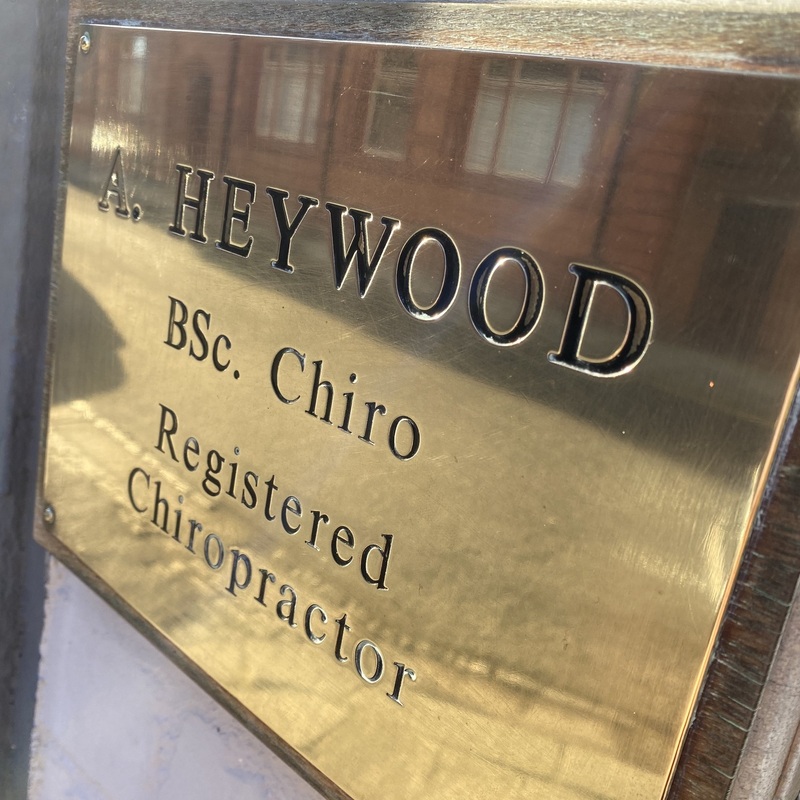 A. HEYWOOD
BSc. Chiro
Registered
Chiropractor